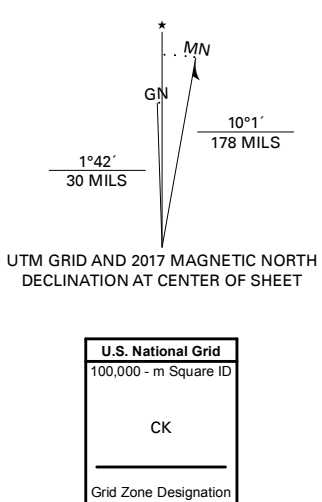 MN
GN
10°1´
178 MILS
1°42´
30 MILS
UTM GRID AND 2017 MAGNETIC NORTH
DECLINATION AT CENTER OF SHEET
U.S. National Grid
100,000 - m Square ID
CK
Grid Zone Designation